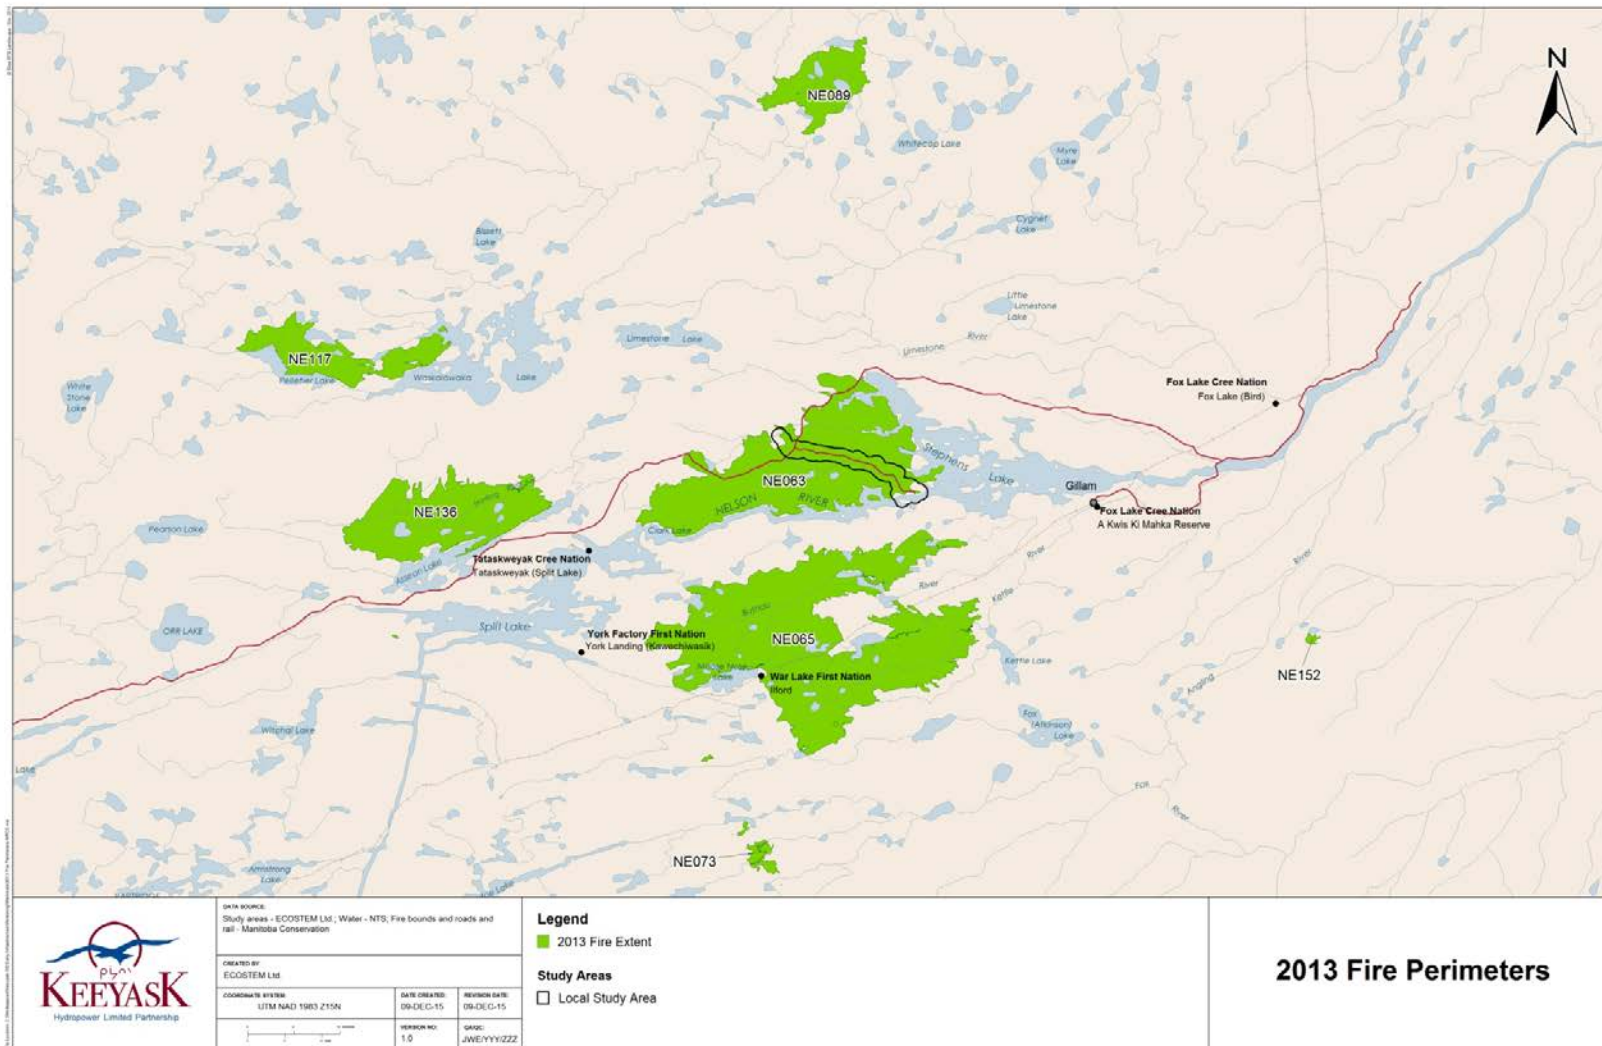 N
NE089
Whitecap Lake
Myre
Lake
Cygnet
Lake
Bissett
Lake
Little
Limestone
Lake
Limestone River
Limestone Lake
NE117
Pelletier Lake
Waskaiowaka Lake
White
Stone
Lake
Fox Lake Cree Nation
Fox Lake (Bird)
Stephens Lake
NE063
NELSON RIVER
Gillam
Fox Lake Cree Nation
A Kwis Ki Mahka Reserve
NE136
Pearson Lake
Clark Lake
Assean Lake
Tataskweyak Cree Nation
Tataskweyak (Split Lake)
River
River
River
Kettle
ORR LAKE
Split Lake
York Factory First Nation
York Landing (Kawechiwasik)
NE065
War Lake First Nation
Ilford
Kettle Lake
NE152
Angling
Fox
(Atkinson)
Lake
Witchai Lake
LAKE
Fox
River
NE073
Armstrong
Lake
Lake
KEEYASK
Hydropower Limited Partnership
DATA SOURCE:
Study areas - ECOSTEM Ltd.; Water - NTS; Fire bounds and roads and
rail - Manitoba Conservation
CREATED BY:
ECOSTEM Ltd.
COORDINATE SYSTEM:
UTM NAD 1983 Z15N
DATE CREATED:
09-DEC-15
REVISION DATE:
09-DEC-15
VERSION NO:
1.0
QA/QC:
JWE/YYY/ZZZ
Legend
2013 Fire Extent
Study Areas
Local Study Area
2013 Fire Perimeters